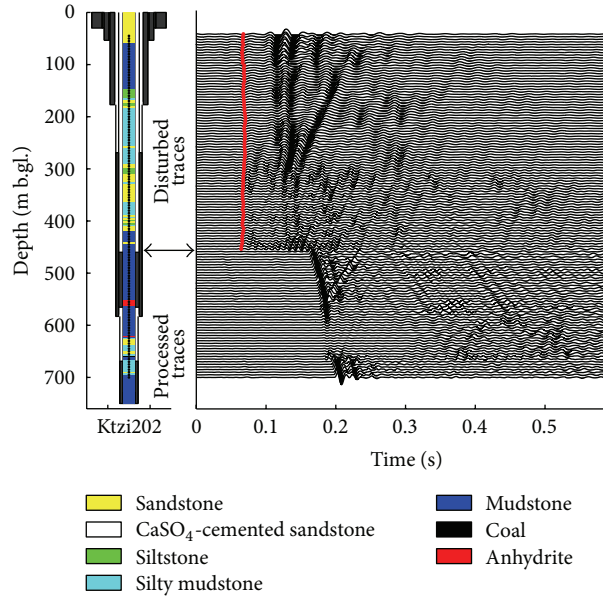 0
100
200
300
400
500
600
700
Depth (m b.gl.)
Disturbed
traces
Processed
traces
Ktzi202
0
0.1
0.2
0.3
0.4
0.5
Time (s)
Sandstone
CaSO₄-cemented sandstone
Siltstone
Silty mudstone
Mudstone
Coal
Anhydrite